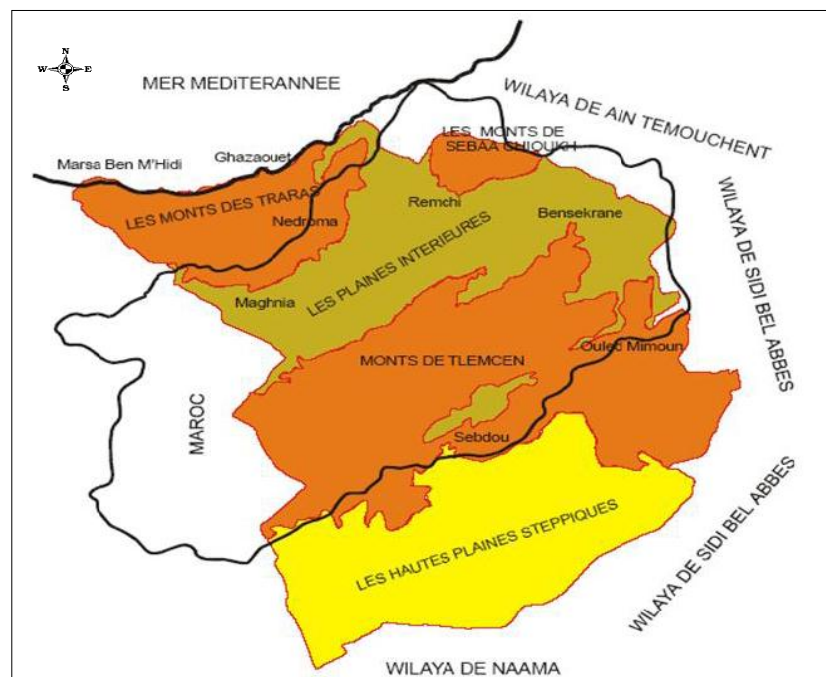 N
W E
S
MER MEDiTERANNEE
WILAYA DE AiN TEMOUCHENT
LES MONTS DE
SEBAA CHIOUKH
Marsa Ben M'Hidi
Ghazaouet
LES MONTS DES TRARAS
Nedroma
Remchi
Bensekrane
WILAYA DE SIDI BEL ABBES
LES PLAINES INTERIEURES
Maghnia
MONTS DE TLEMCEN
Ouled Mimoun
MAROC
Sebdou
LES HAUTES PLAINES STEPPIQUES
WILAYA DE SIDI BEL ABBES
WILAYA DE NAAMA